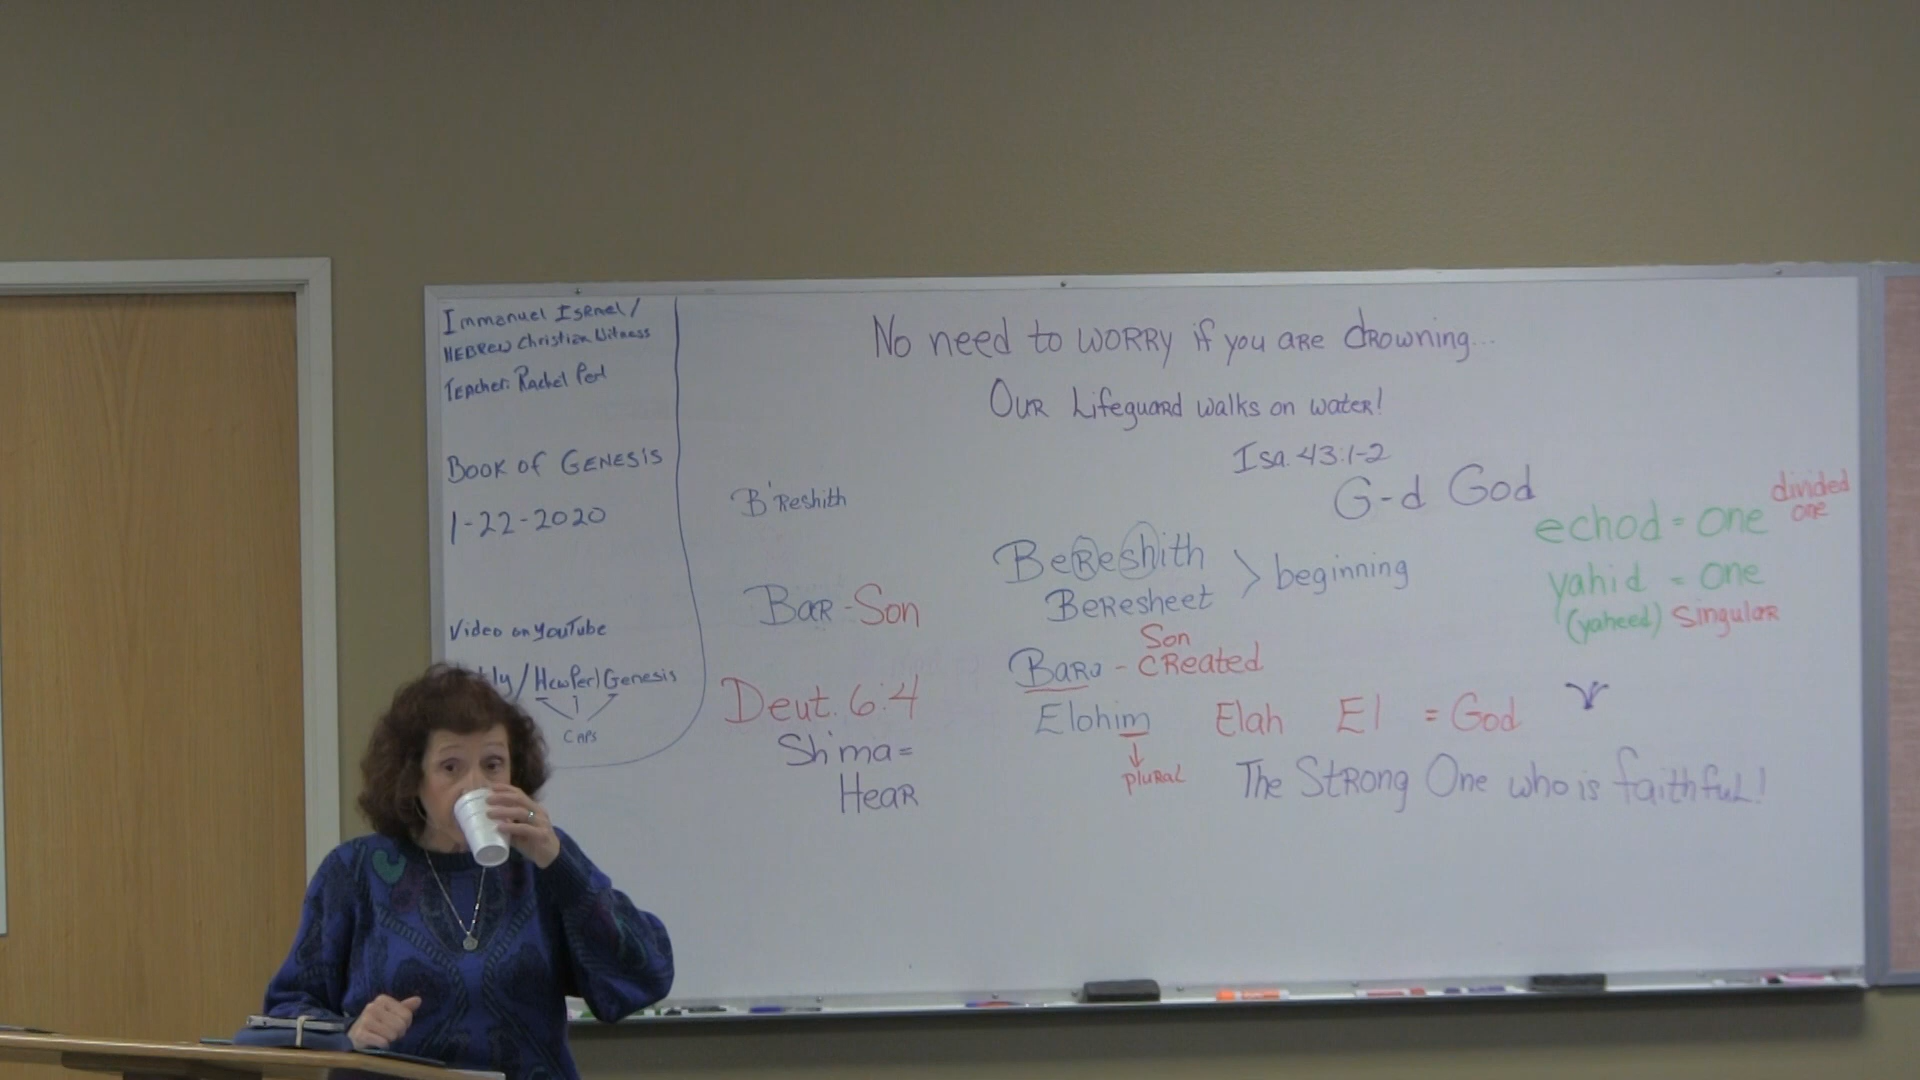 Immanuel Israel/
HEBREW Christian Witness
Teacher: Rachel Perl
BOOK of GENESIS
1-22-2020
Video on YouTube
ly/HcwPerlGenesis
CAPS
No need to WORRY if you are drowning...
OUR Lifeguard walks on water!
Isa. 43:1-2
G-d God
B'Reshith
BeReshith
Beresheet
> beginning
Bar - Son
Son
Bara - Created
Deut. 6:4
Sh'ma =
Hear
Elohim Elah El = God
plural
The Strong One who is faithful!
echod = one divided one
yahid = one
(yaheed) Singular